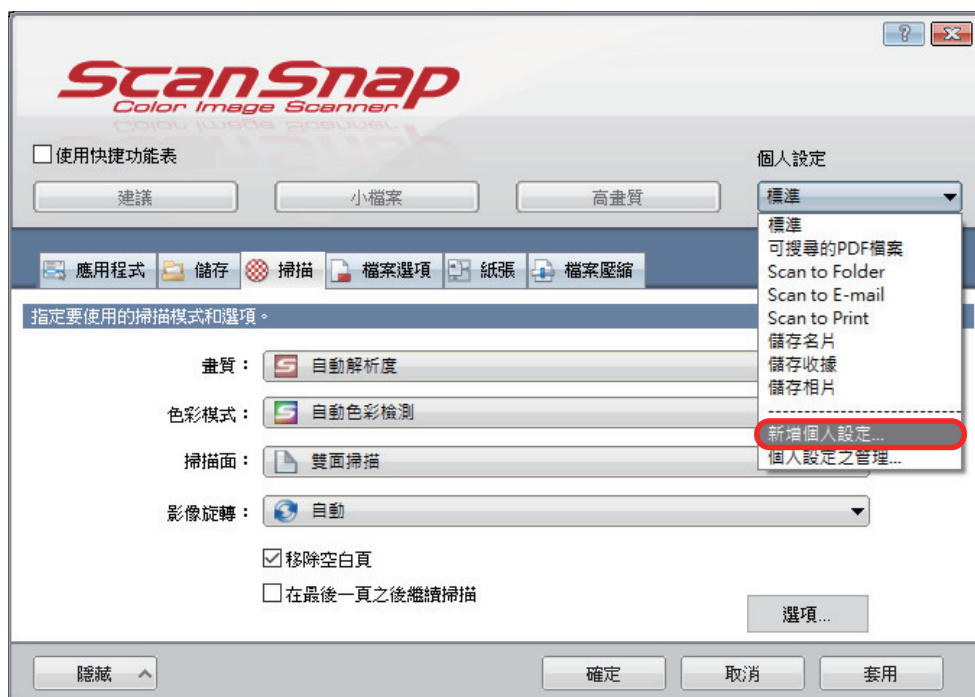 ScanSnap
Color Image Scanner
使用快捷功能表
個人設定
建議
小檔案
高畫質
標準
標準
可搜尋的PDF檔案
Scan to Folder
Scan to E-mail
Scan to Print
儲存名片
儲存收據
儲存相片
新增個人設定...
個人設定之管理...
應用程式
儲存
掃描
檔案選項
紙張
檔案壓縮
指定要使用的掃描模式和選項。
畫質：
自動解析度
色彩模式：
自動色彩檢測
掃描面：
雙面掃描
影像旋轉：
自動
移除空白頁
在最後一頁之後繼續掃描
選項...
隱藏
確定
取消
套用